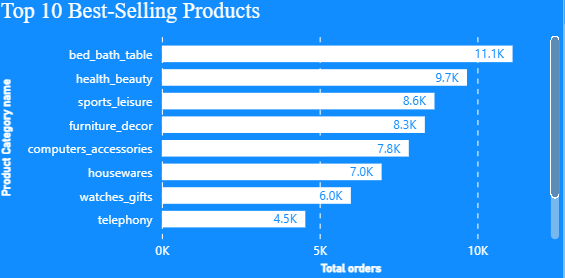 Top 10 Best-Selling Products
Product Category name
bed_bath_table 11.1K
health_beauty 9.7K
sports_leisure 8.6K
furniture_decor 8.3K
computers_accessories 7.8K
housewares 7.0K
watches_gifts 6.0K
telephony 4.5K
0K 5K 10K
Total orders